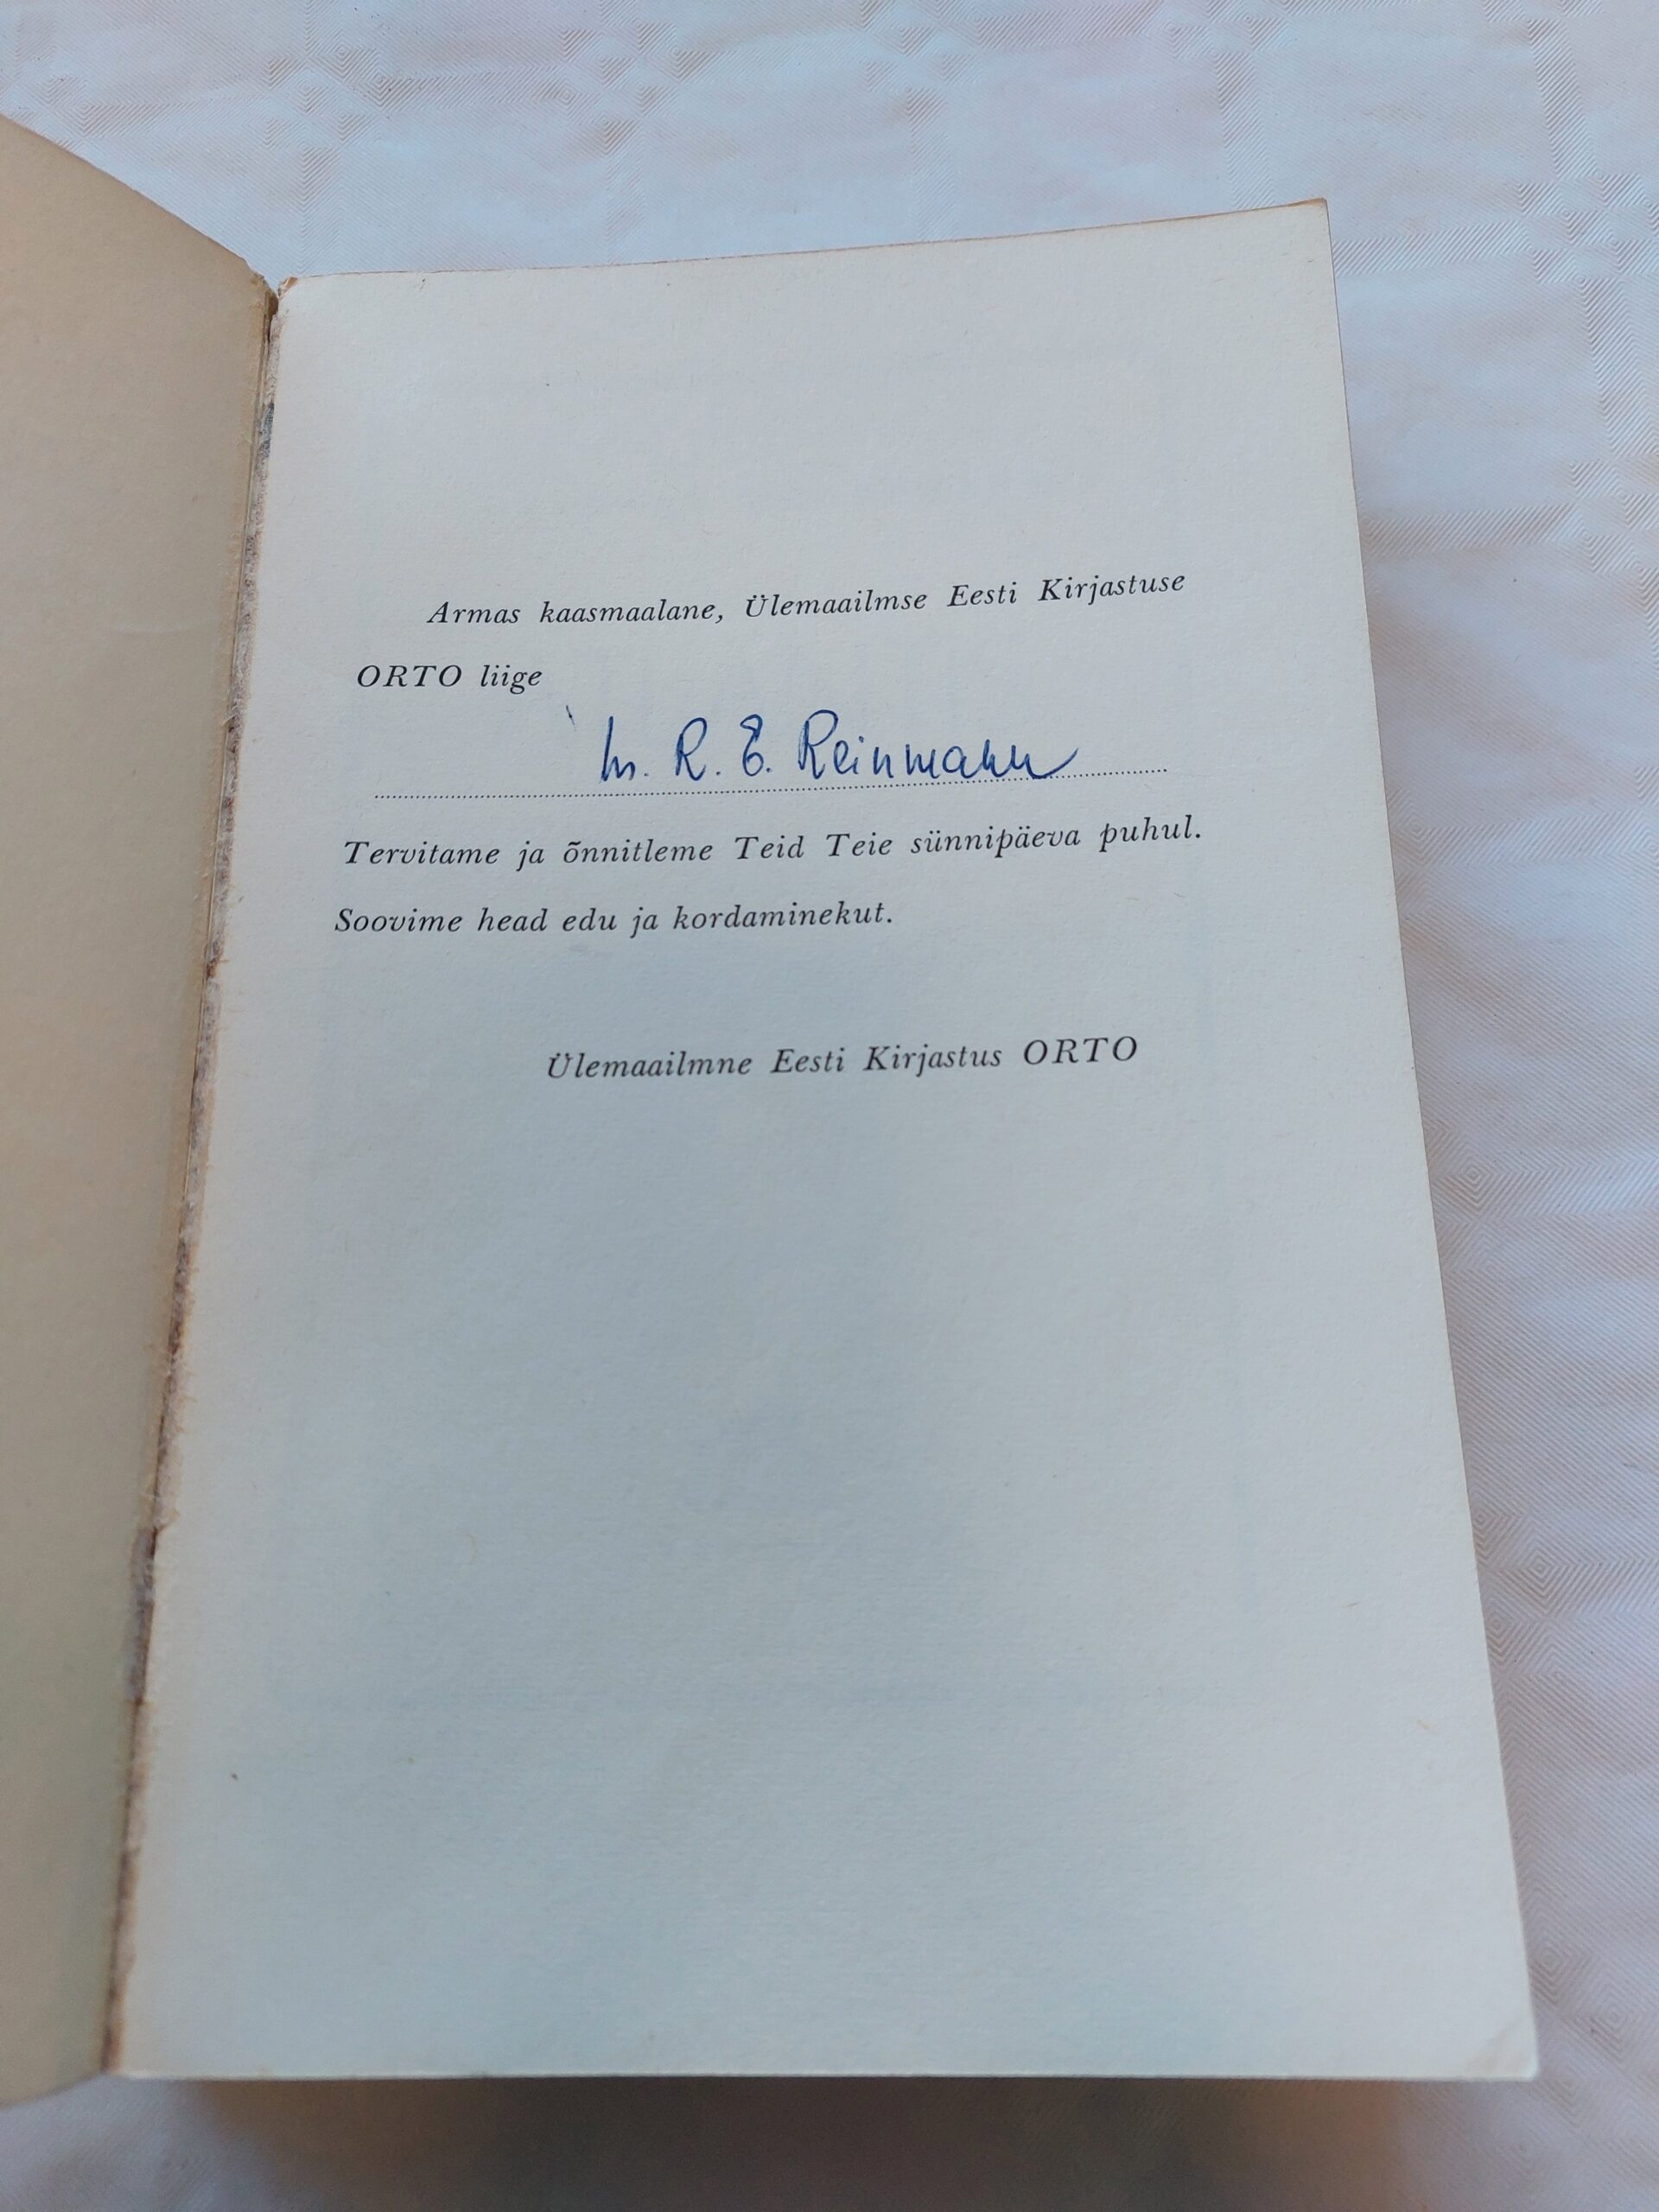 Armas kaasmaalane, Ülemaailmse Eesti Kirjastuse
ORTO liige
hr. R. E. Reinmann
Tervitame ja õnnitleme Teid Teie sünnipäeva puhul.
Soovime head edu ja kordaminekut.
Ülemaailmne Eesti Kirjastus ORTO